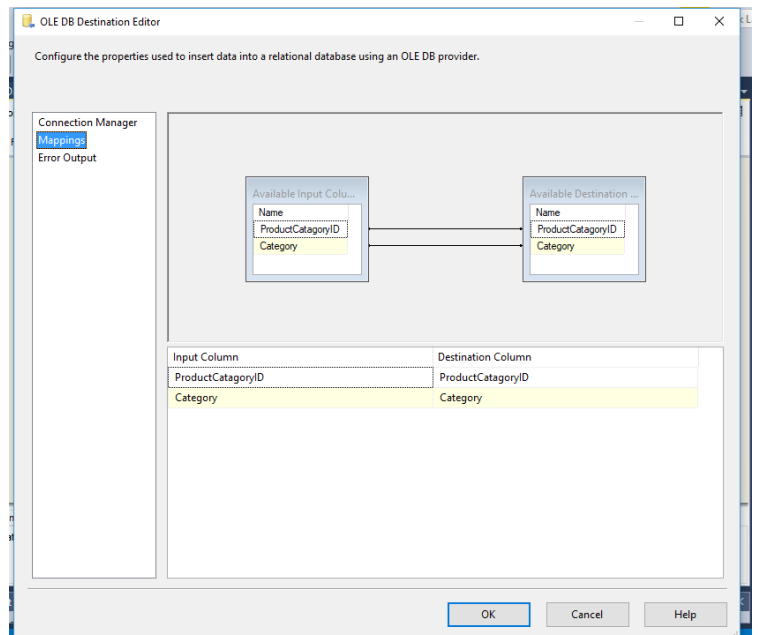 OLE DB Destination Editor
Configure the properties used to insert data into a relational database using an OLE DB provider.
Connection Manager
Mappings
Error Output
Available Input Colu...
Name
ProductCatagoryID
Category
Available Destination ...
Name
ProductCatagoryID
Category
Input Column Destination Column
ProductCatagoryID ProductCatagoryID
Category Category
OK Cancel Help